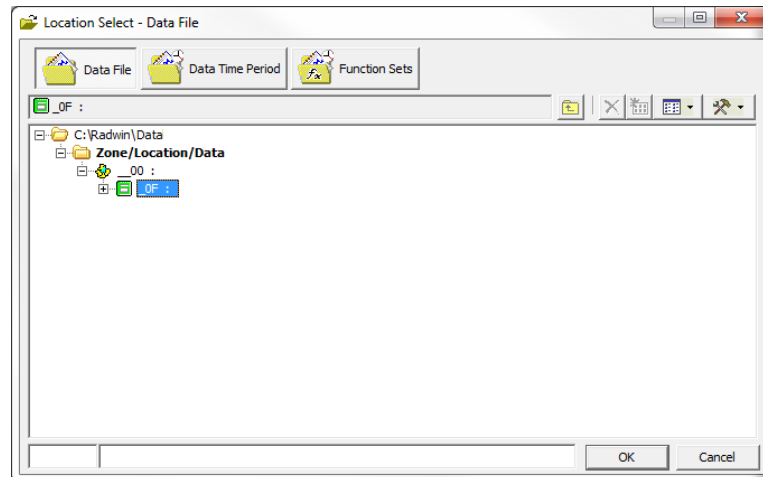 Location Select - Data File
Data File
Data Time Period
Function Sets
_0F :
C:\Radwin\Data
Zone/Location/Data
__00 :
_0F :
OK
Cancel